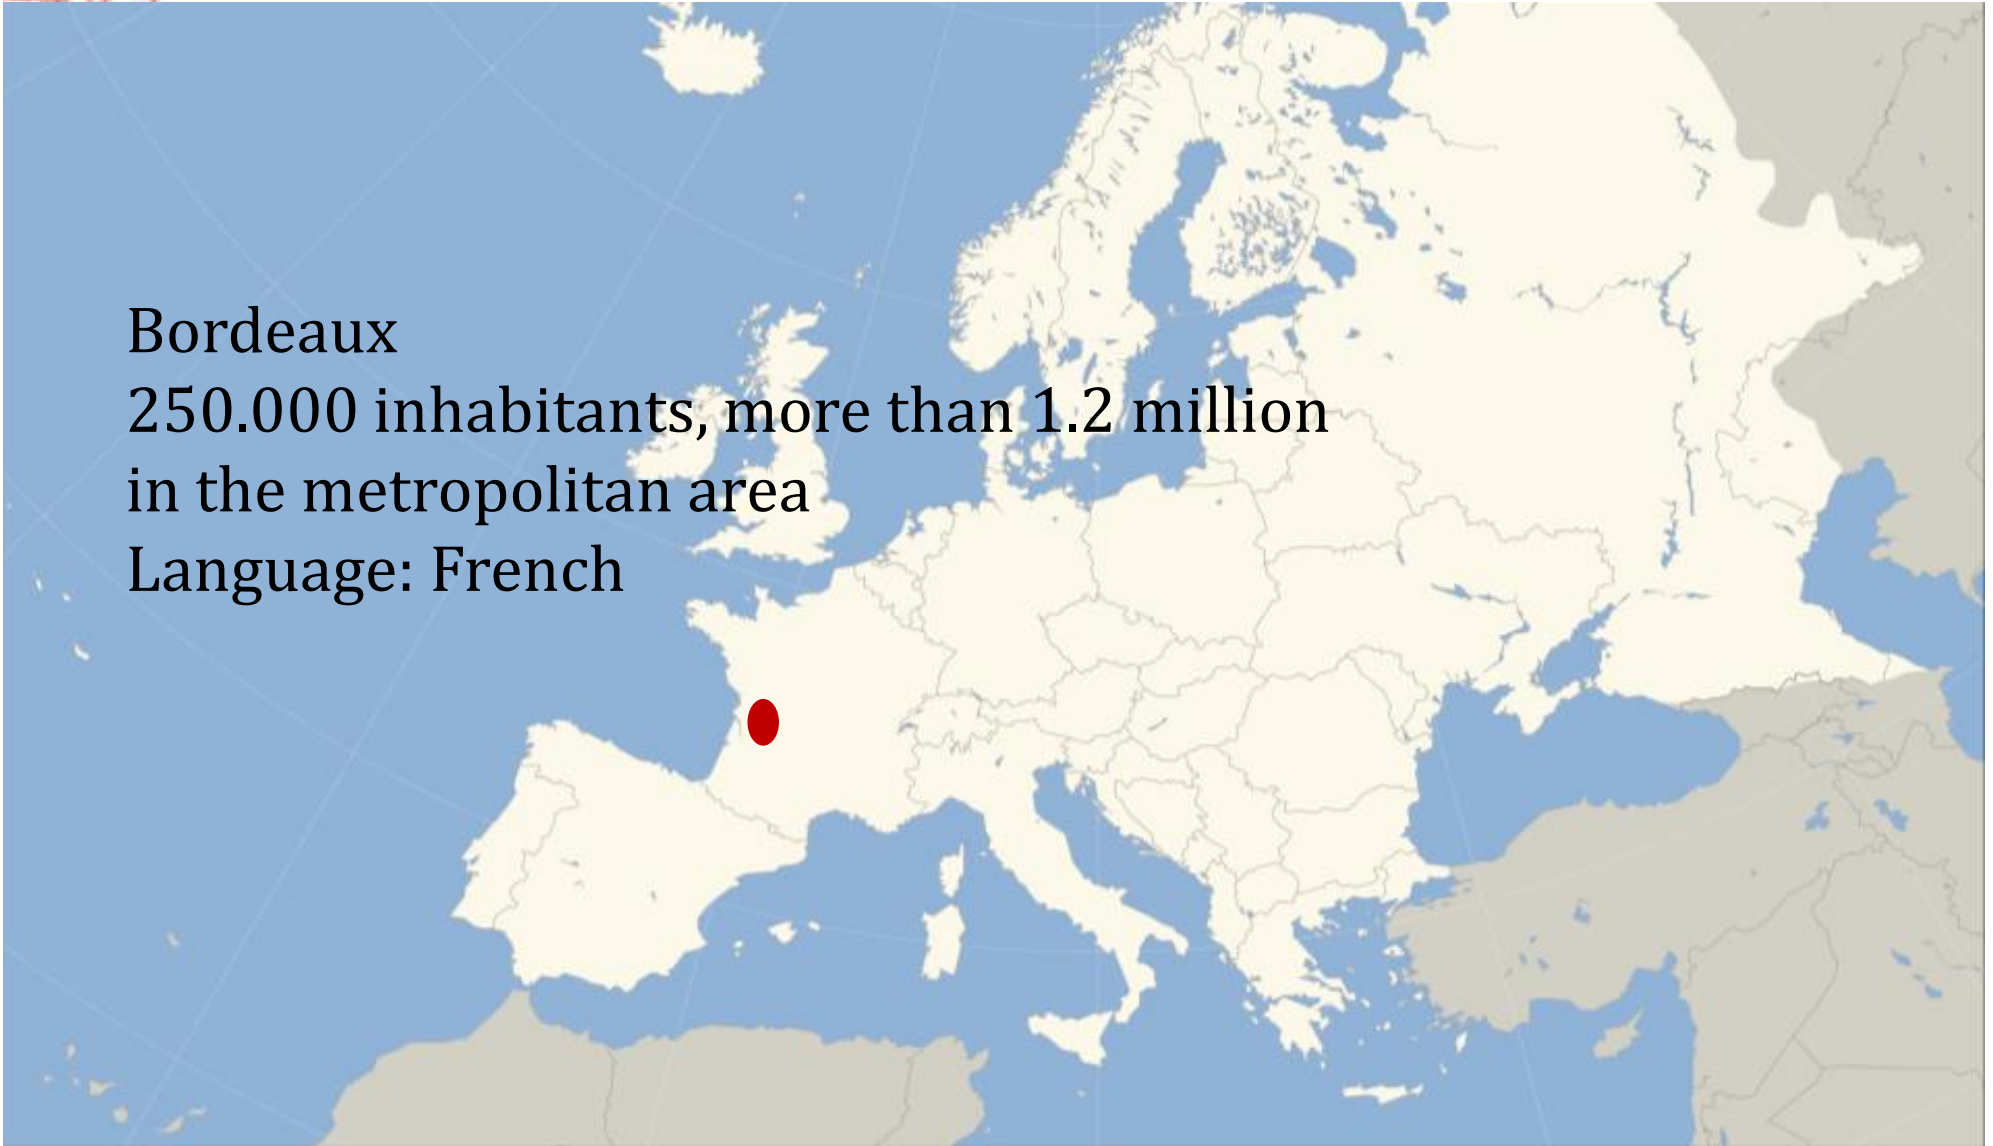 Bordeaux
250.000 inhabitants, more than 1.2 million
in the metropolitan area
Language: French